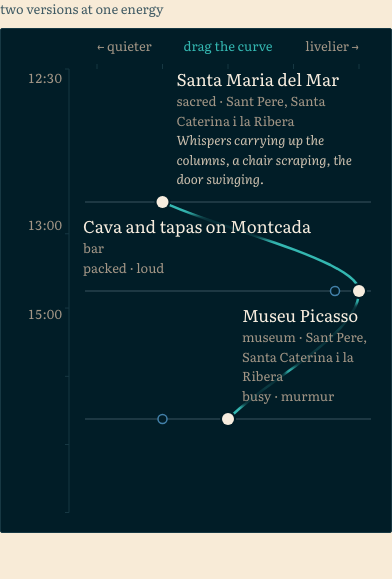 two versions at one energy
← quieter
drag the curve
livelier →
12:30
Santa Maria del Mar
sacred · Sant Pere, Santa
Caterina i la Ribera
Whispers carrying up the
columns, a chair scraping, the
door swinging.
13:00
Cava and tapas on Montcada
bar
packed · loud
15:00
Museu Picasso
museum · Sant Pere,
Santa Caterina i la
Ribera
busy · murmur